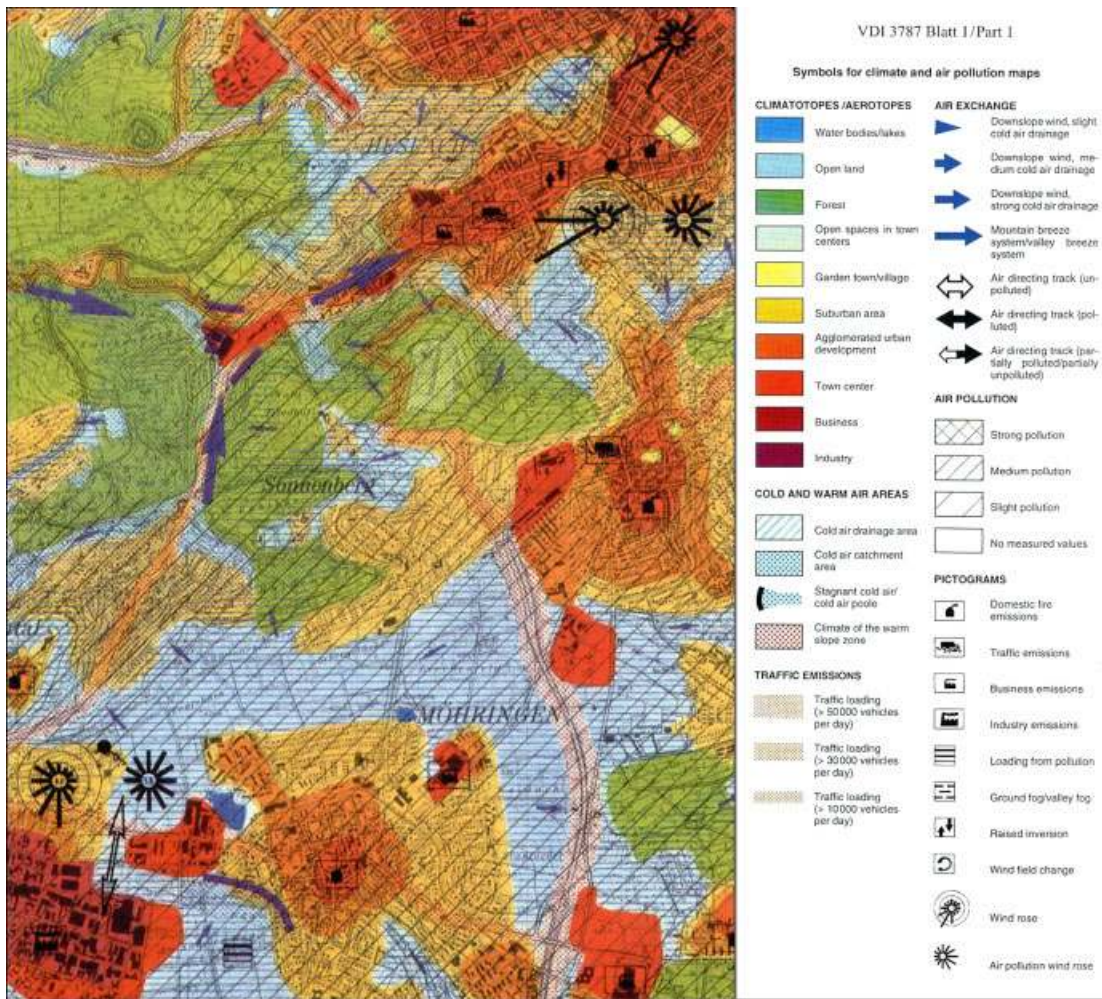 VDI 3787 Blatt 1/Part 1
Symbols for climate and air pollution maps
CLIMATOTOPES /AEROTOPES
Water bodies/lakes
Open land
Forest
Open spaces in town
centers
Garden town/village
Suburban area
Agglomerated urban
development
Town center
Business
Industry
COLD AND WARM AIR AREAS
Cold air drainage area
Cold air catchment
area
Stagnant cold air/
cold air poole
Climate of the warm
slope zone
TRAFFIC EMISSIONS
Traffic loading
(> 50000 vehicles
per day)
Traffic loading
(> 30000 vehicles
per day)
Traffic loading
(> 10000 vehicles
per day)
AIR EXCHANGE
Downslope wind, slight
cold air drainage
Downslope wind, me-
dium cold air drainage
Downslope wind,
strong cold air drainage
Mountain breeze
system/valley breeze
system
Air directing track (un-
polluted)
Air directing track (pol-
luted)
Air directing track (par-
tially polluted/partially
unpolluted)
AIR POLLUTION
Strong pollution
Medium pollution
Slight pollution
No measured values
PICTOGRAMS
Domestic fire
emissions
Traffic emissions
Business emissions
Industry emissions
Loading from pollution
Ground fog/valley fog
Raised inversion
Wind field change
Wind rose
Air pollution wind rose
HESLACH
Sonnenberg
MÖHRINGEN